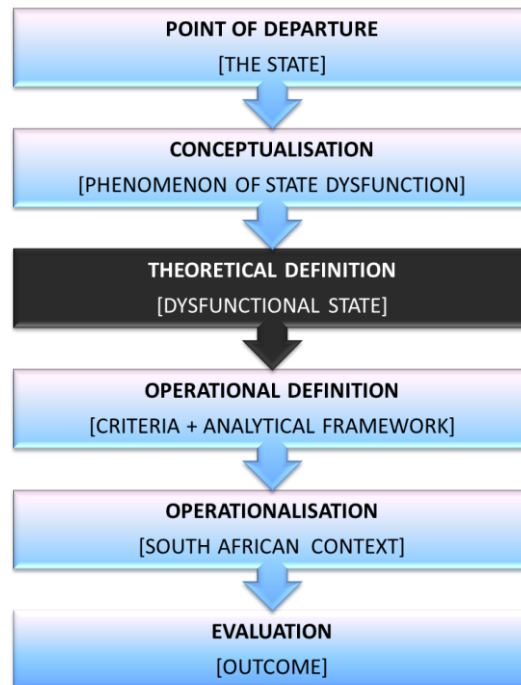 POINT OF DEPARTURE
[THE STATE]
CONCEPTUALISATION
[PHENOMENON OF STATE DYSFUNCTION]
THEORETICAL DEFINITION
[DYSFUNCTIONAL STATE]
OPERATIONAL DEFINITION
[CRITERIA + ANALYTICAL FRAMEWORK]
OPERATIONALISATION
[SOUTH AFRICAN CONTEXT]
EVALUATION
[OUTCOME]